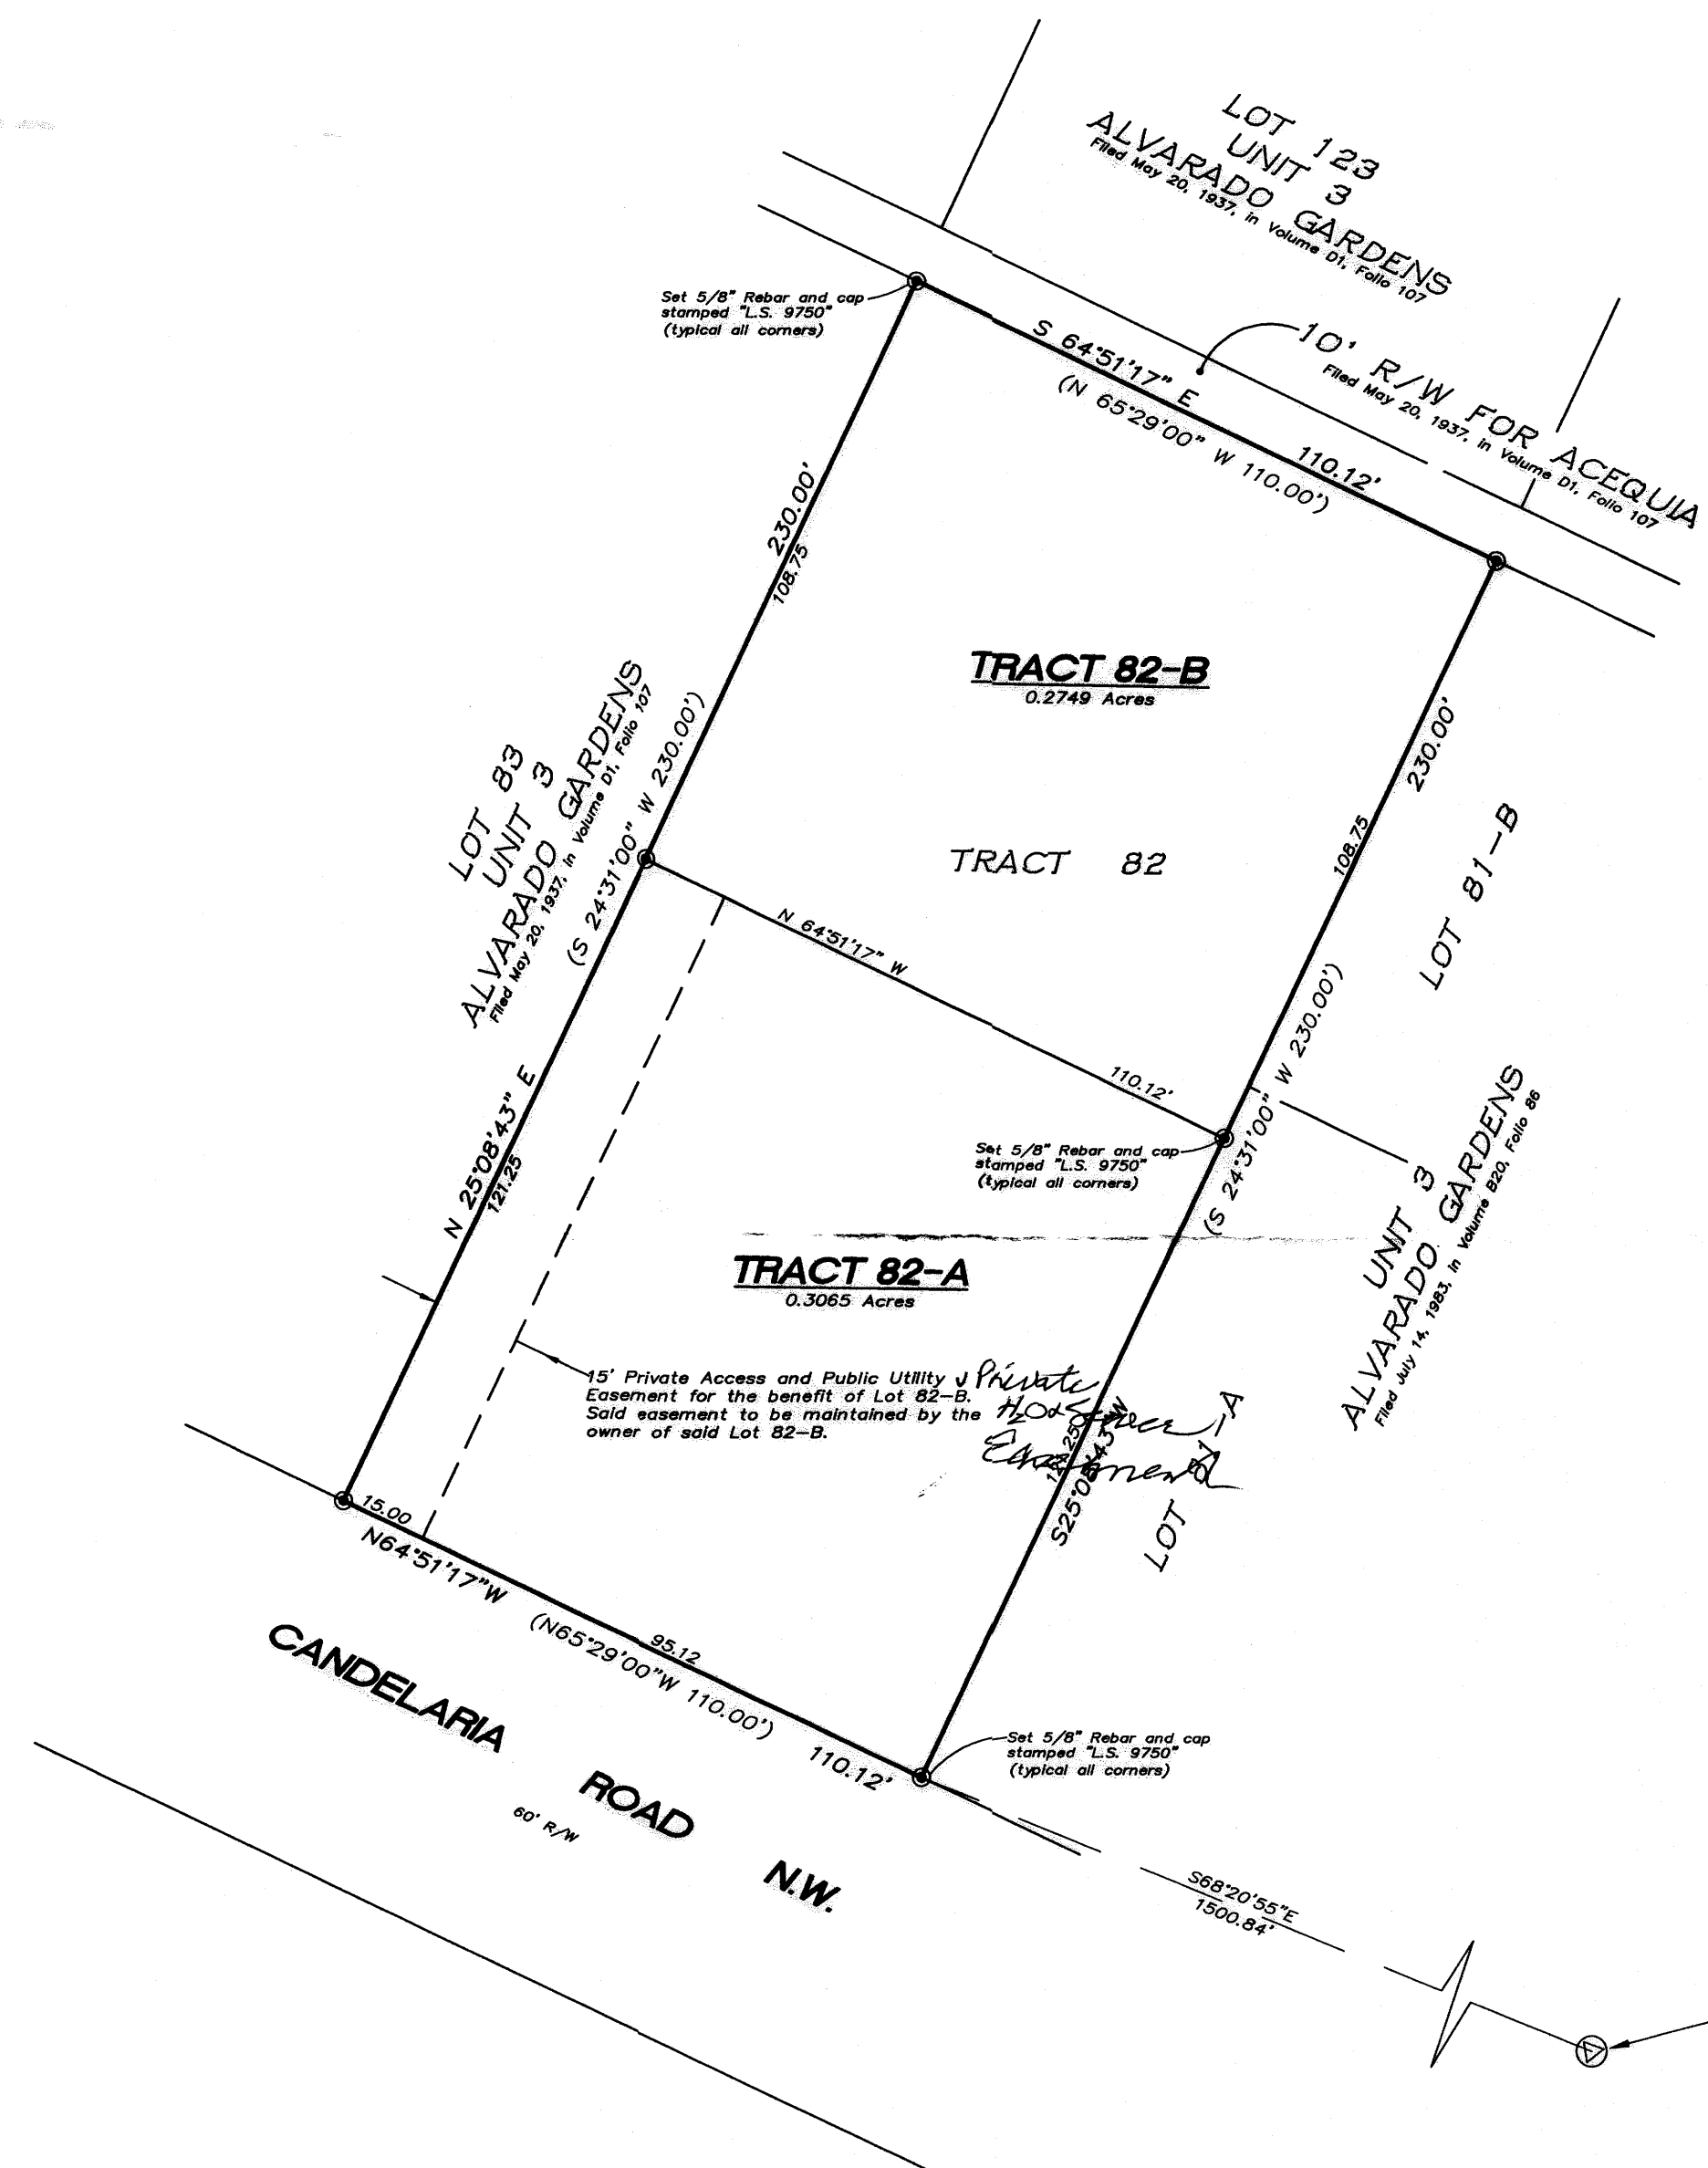 LOT 123
UNIT 3
ALVARADO GARDENS
Filed May 20, 1937, in Volume D1, Folio 107
Set 5/8" Rebar and cap
stamped "L.S. 9750"
(typical all corners)
S 64°51'17" E
110.12'
(N 65°29'00" W 110.00')
10' R/W FOR ACEQUIA
Filed May 20, 1937, in Volume D1, Folio 107
230.00'
108.75
TRACT 82-B
0.2749 Acres
230.00'
108.75
LOT 83
UNIT 3
ALVARADO GARDENS
Filed May 20, 1937, in Volume D1, Folio 107
(S 24°31'00" W 230.00')
TRACT 82
LOT 81-B
N 64°51'17" W
110.12'
(S 24°31'00" W 230.00')
N 25°08'43" E
121.25
Set 5/8" Rebar and cap
stamped "L.S. 9750"
(typical all corners)
UNIT 3
ALVARADO GARDENS
Filed July 14, 1983, in Volume B20, Folio 86
TRACT 82-A
0.3065 Acres
15' Private Access and Public Utility
Easement for the benefit of Lot 82-B.
Said easement to be maintained by the
owner of said Lot 82-B.
Private
H2O & Sewer
Easement
S25°08'43"W
LOT 81-A
15.00
N64°51'17"W
(N65°29'00"W 110.00')
95.12
110.12'
Set 5/8" Rebar and cap
stamped "L.S. 9750"
(typical all corners)
CANDELARIA ROAD N.W.
60' R/W
S68°20'55"E
1500.84'